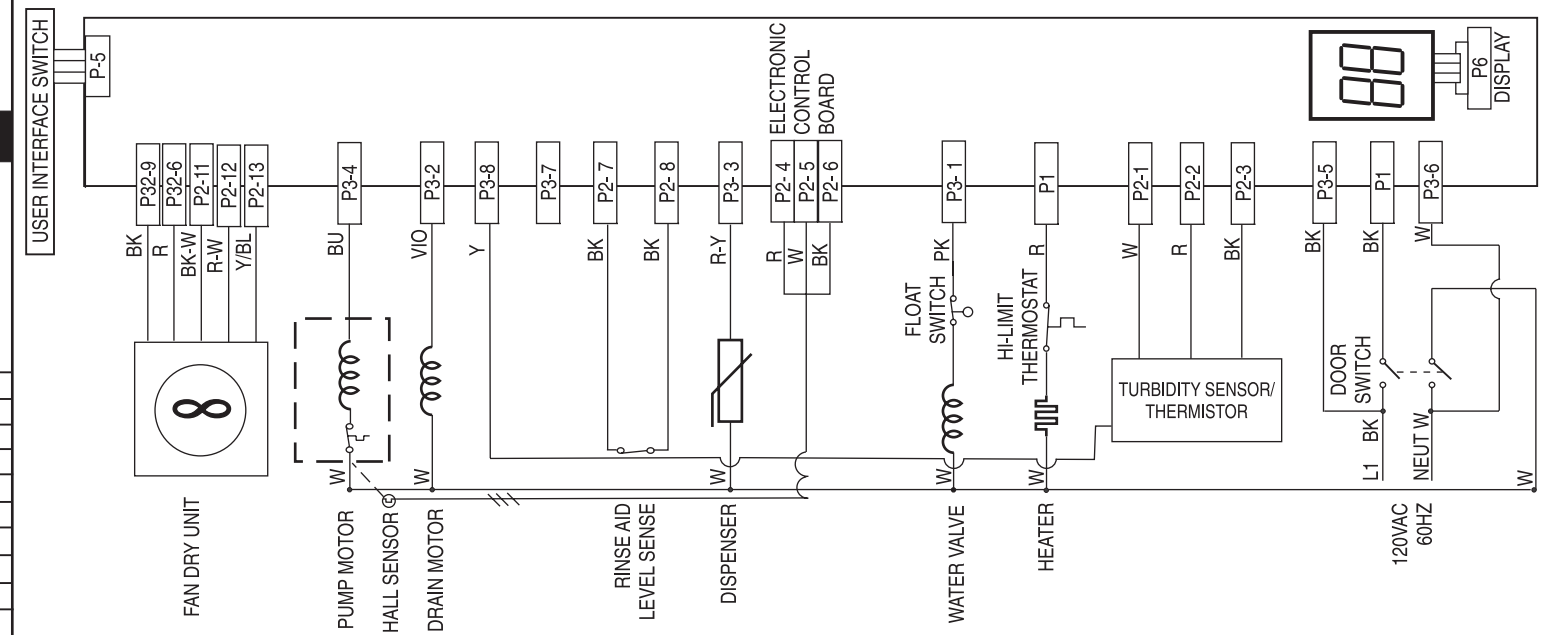 USER INTERFACE SWITCH
P-5
P32-9
P32-6
P2-11
P2-12
P2-13
P3-4
P3-2
P3-8
P3-7
P2- 7
P2- 8
P3- 3
P2- 4
P2- 5
P2- 6
ELECTRONIC
CONTROL
BOARD
P3- 1
P1
P2-1
P2-2
P2-3
P3-5
P1
P3-6
P6
DISPLAY
BK
R
BK-W
R-W
Y/BL
BU
VIO
Y
BK
BK
R-Y
R
W
BK
PK
R
W
R
BK
BK
BK
W
FLOAT
SWITCH
HI-LIMIT
THERMOSTAT
TURBIDITY SENSOR/
THERMISTOR
DOOR
SWITCH
W
W
W
W
W
L1 BK
NEUT W
W
FAN DRY UNIT
PUMP MOTOR
HALL SENSOR
DRAIN MOTOR
RINSE AID
LEVEL SENSE
DISPENSER
WATER VALVE
HEATER
120VAC
60HZ